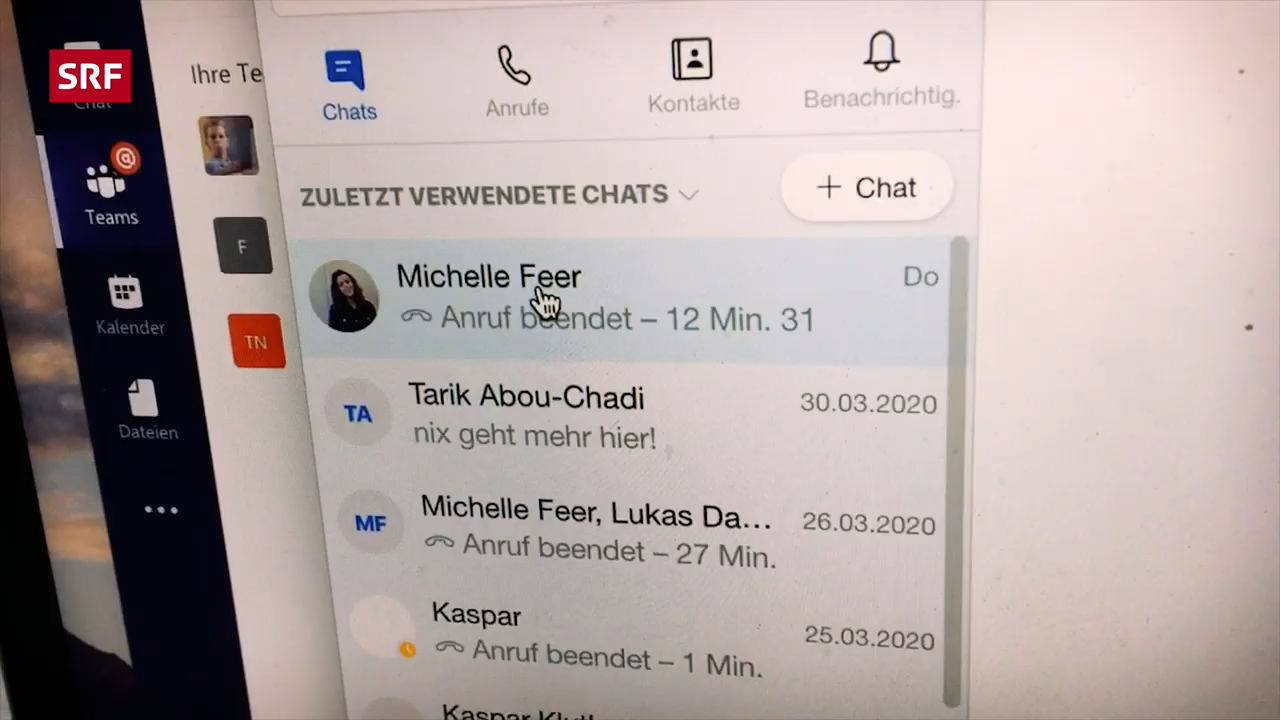 SRF
Chat
@
Teams
Kalender
Dateien
Ihre Te
F
TN
Chats
Anrufe
Kontakte
Benachrichtig.
ZULETZT VERWENDETE CHATS
+ Chat
Michelle Feer
Do
Anruf beendet – 12 Min. 31
TA
Tarik Abou-Chadi
30.03.2020
nix geht mehr hier!
MF
Michelle Feer, Lukas Da...
26.03.2020
Anruf beendet – 27 Min.
Kaspar
25.03.2020
Anruf beendet – 1 Min.
Kaspar